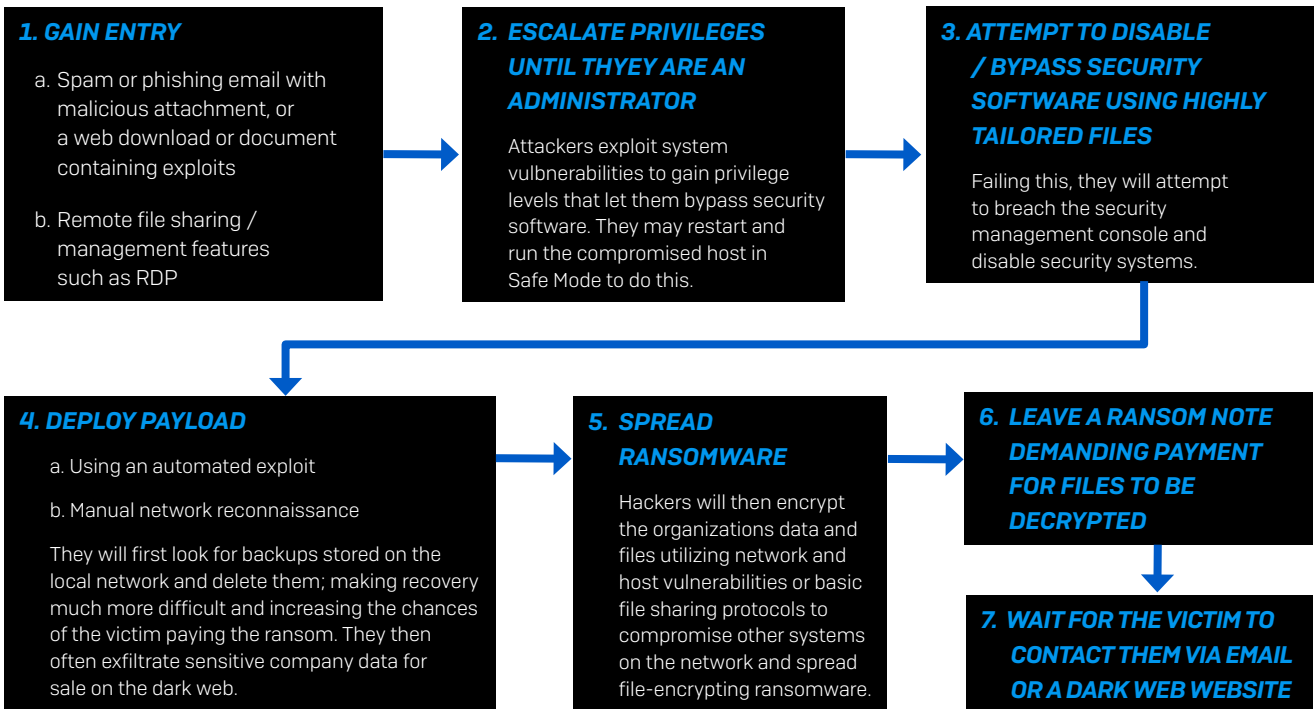 1. GAIN ENTRY
a. Spam or phishing email with
malicious attachment, or
a web download or document
containing exploits
b. Remote file sharing /
management features
such as RDP
2. ESCALATE PRIVILEGES
UNTIL THYEY ARE AN
ADMINISTRATOR
Attackers exploit system
vulbnerabilities to gain privilege
levels that let them bypass security
software. They may restart and
run the compromised host in
Safe Mode to do this.
3. ATTEMPT TO DISABLE
/ BYPASS SECURITY
SOFTWARE USING HIGHLY
TAILORED FILES
Failing this, they will attempt
to breach the security
management console and
disable security systems.
4. DEPLOY PAYLOAD
a. Using an automated exploit
b. Manual network reconnaissance
They will first look for backups stored on the
local network and delete them; making recovery
much more difficult and increasing the chances
of the victim paying the ransom. They then
often exfiltrate sensitive company data for
sale on the dark web.
5. SPREAD
RANSOMWARE
Hackers will then encrypt
the organizations data and
files utilizing network and
host vulnerabilities or basic
file sharing protocols to
compromise other systems
on the network and spread
file-encrypting ransomware.
6. LEAVE A RANSOM NOTE
DEMANDING PAYMENT
FOR FILES TO BE
DECRYPTED
7. WAIT FOR THE VICTIM TO
CONTACT THEM VIA EMAIL
OR A DARK WEB WEBSITE